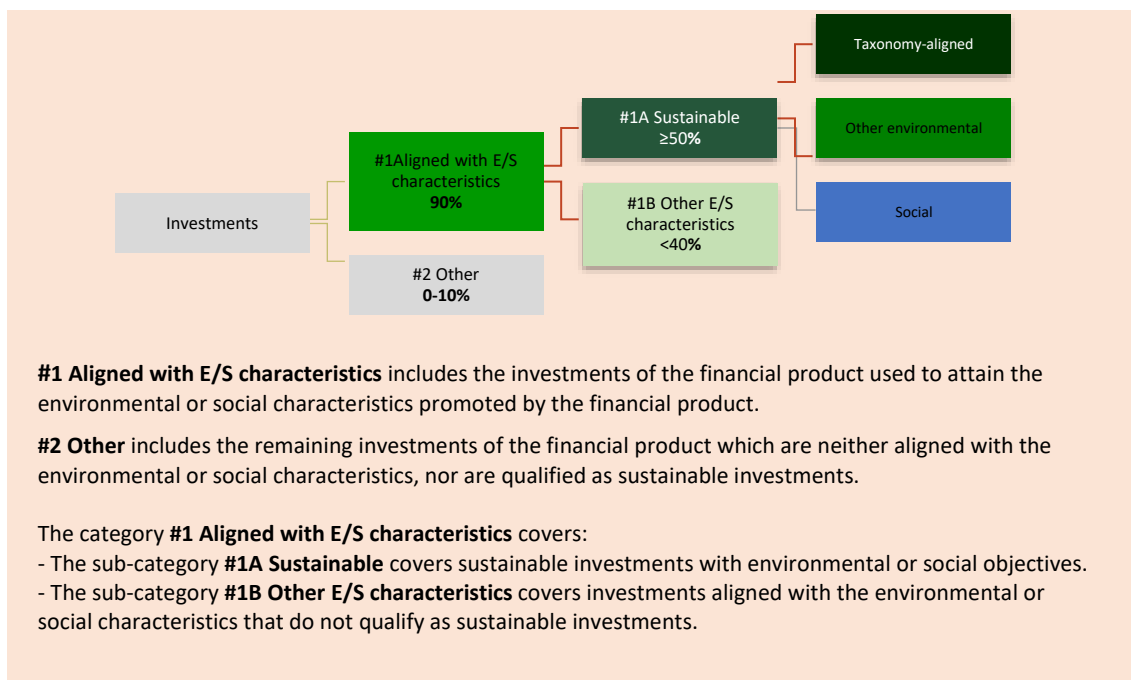 Taxonomy-aligned
#1A Sustainable
≥50%
Other environmental
#1Aligned with E/S
characteristics
90%
#1B Other E/S
characteristics
<40%
Social
Investments
#2 Other
0-10%
#1 Aligned with E/S characteristics includes the investments of the financial product used to attain the
environmental or social characteristics promoted by the financial product.
#2 Other includes the remaining investments of the financial product which are neither aligned with the
environmental or social characteristics, nor are qualified as sustainable investments.
The category #1 Aligned with E/S characteristics covers:
- The sub-category #1A Sustainable covers sustainable investments with environmental or social objectives.
- The sub-category #1B Other E/S characteristics covers investments aligned with the environmental or
social characteristics that do not qualify as sustainable investments.